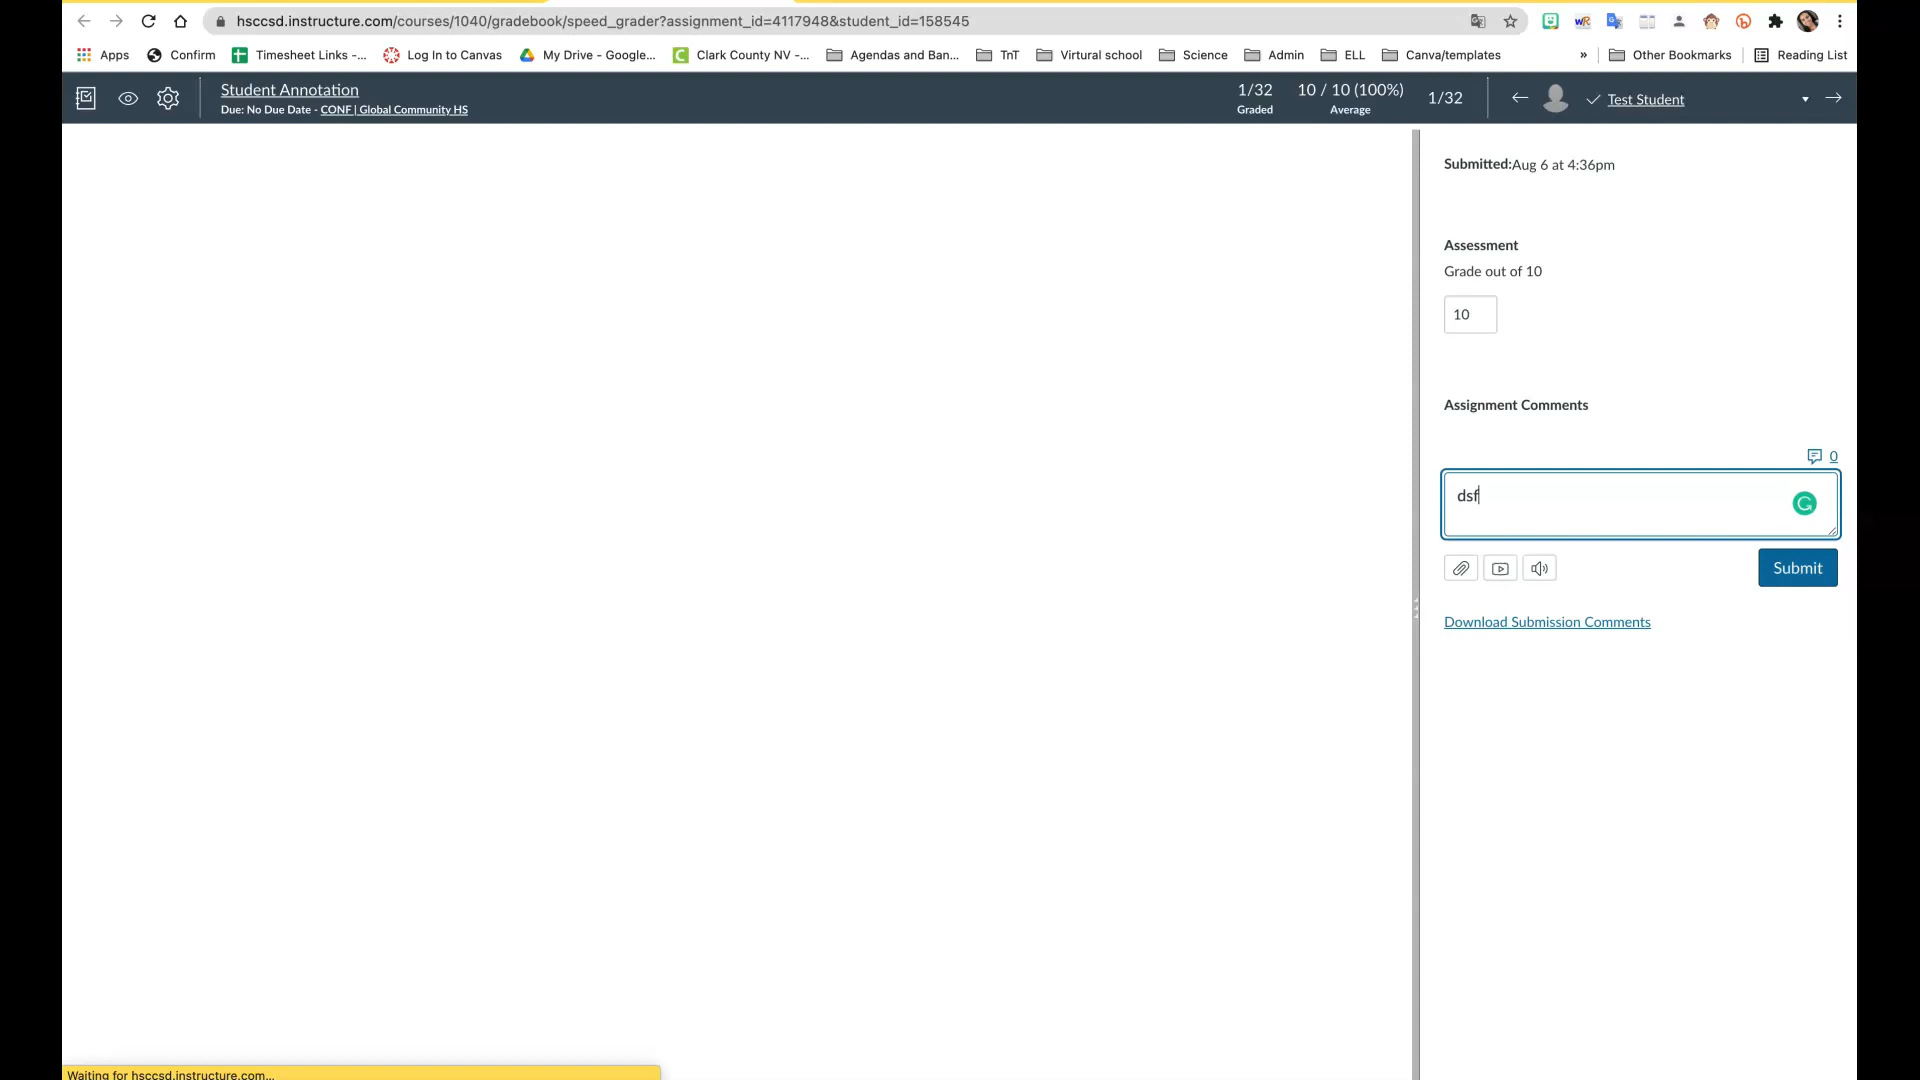 hsccsd.instructure.com/courses/1040/gradebook/speed_grader?assignment_id=4117948&student_id=158545
Apps Confirm Timesheet Links -... Log In to Canvas My Drive - Google... Clark County NV -... Agendas and Ban... TnT Virtural school Science Admin ELL Canva/templates » Other Bookmarks Reading List
Student Annotation
Due: No Due Date - CONF | Global Community HS
1/32
Graded
10 / 10 (100%)
Average
1/32
Test Student
Submitted:Aug 6 at 4:36pm
Assessment
Grade out of 10
10
Assignment Comments
0
dsf
Submit
Download Submission Comments
Waiting for hsccsd.instructure.com...